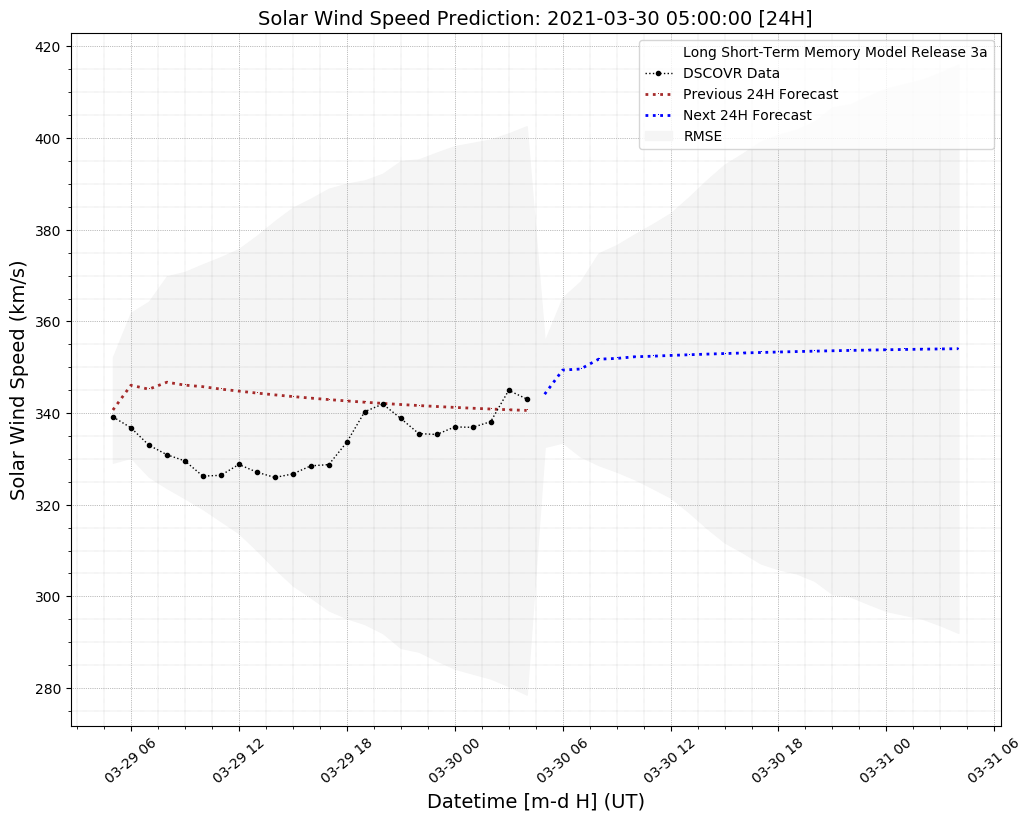 Solar Wind Speed Prediction: 2021-03-30 05:00:00 [24H]
Long Short-Term Memory Model Release 3a
DSCOVR Data
Previous 24H Forecast
Next 24H Forecast
RMSE
Solar Wind Speed (km/s)
420
400
380
360
340
320
300
280
03-29 06
03-29 12
03-29 18
03-30 00
03-30 06
03-30 12
03-30 18
03-31 00
03-31 06
Datetime [m-d H] (UT)